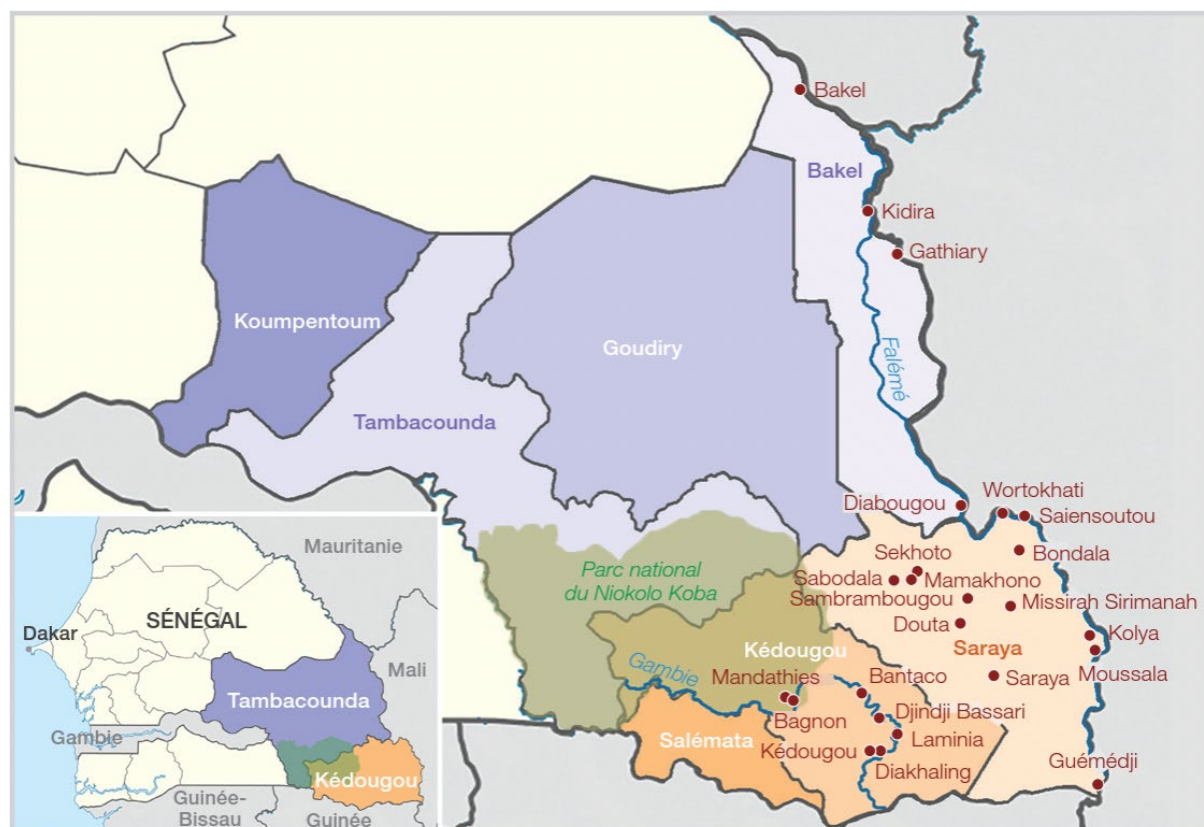 Bakel
Bakel
Kidira
Gathiary
Koumpentoum
Goudiry
Falémé
Tambacounda
Diabougou
Wortokhati
Saiensoutou
Bondala
Sekhoto
Parc national
du Niokolo Koba
Sabodala
Mamakhono
Sambrambougou
Missirah Sirimanah
Douta
Kolya
Kédougou
Saraya
Moussala
Gambie
Mandathies
Bantaco
Saraya
Bagnon
Djindji Bassari
Salémata
Laminia
Kédougou
Diakhaling
Guémédji
Mauritanie
SÉNÉGAL
Dakar
Mali
Tambacounda
Gambie
Kédougou
Guinée-
Bissau
Guinée